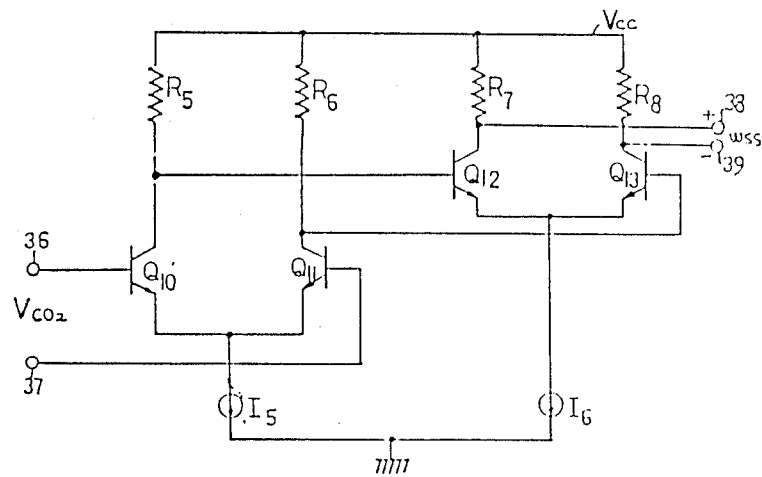 Vcc
R5
R6
R7
R8
+ 38
wss
- 39
Q12
Q13
36
Q10
Q11
VCO2
37
I5
I6